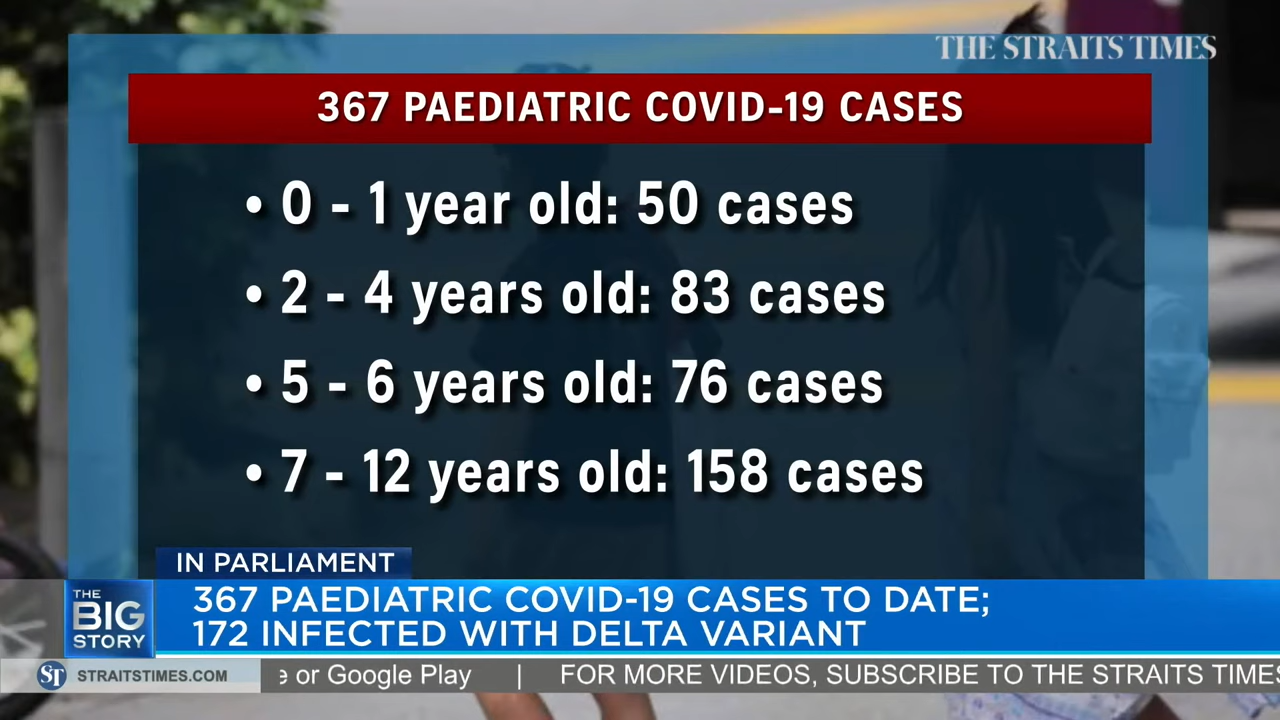 THE STRAITS TIMES
367 PAEDIATRIC COVID-19 CASES
• 0 - 1 year old: 50 cases
• 2 - 4 years old: 83 cases
• 5 - 6 years old: 76 cases
• 7 - 12 years old: 158 cases
IN PARLIAMENT
THE BIG STORY
367 PAEDIATRIC COVID-19 CASES TO DATE;
172 INFECTED WITH DELTA VARIANT
ST STRAITSTIMES.COM
e or Google Play | FOR MORE VIDEOS, SUBSCRIBE TO THE STRAITS TIMES